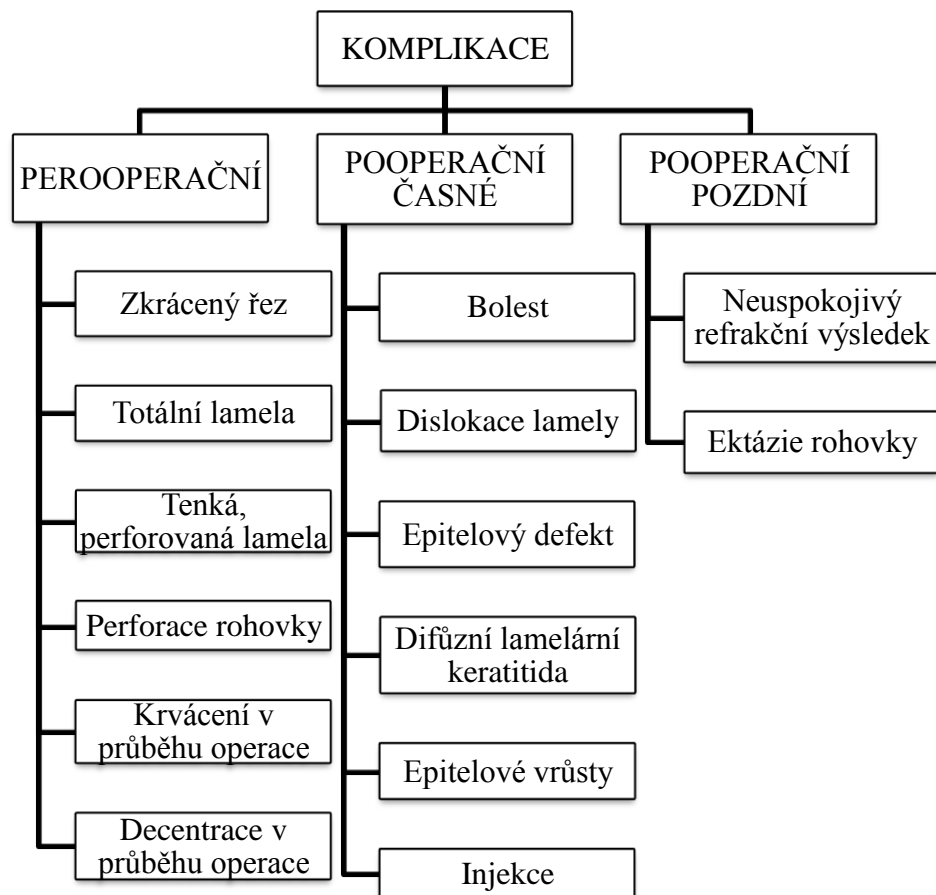 KOMPLIKACE
PEROOPERAČNÍ
Zkrácený řez
Totální lamela
Tenká,
perforovaná lamela
Perforace rohovky
Krvácení v
průběhu operace
Decentrace v
průběhu operace
POOPERAČNÍ
ČASNÉ
Bolest
Dislokace lamely
Epitelový defekt
Difůzní lamelární
keratitida
Epitelové vrůsty
Injekce
POOPERAČNÍ
POZDNÍ
Neuspokojivý
refrakční výsledek
Ektázie rohovky